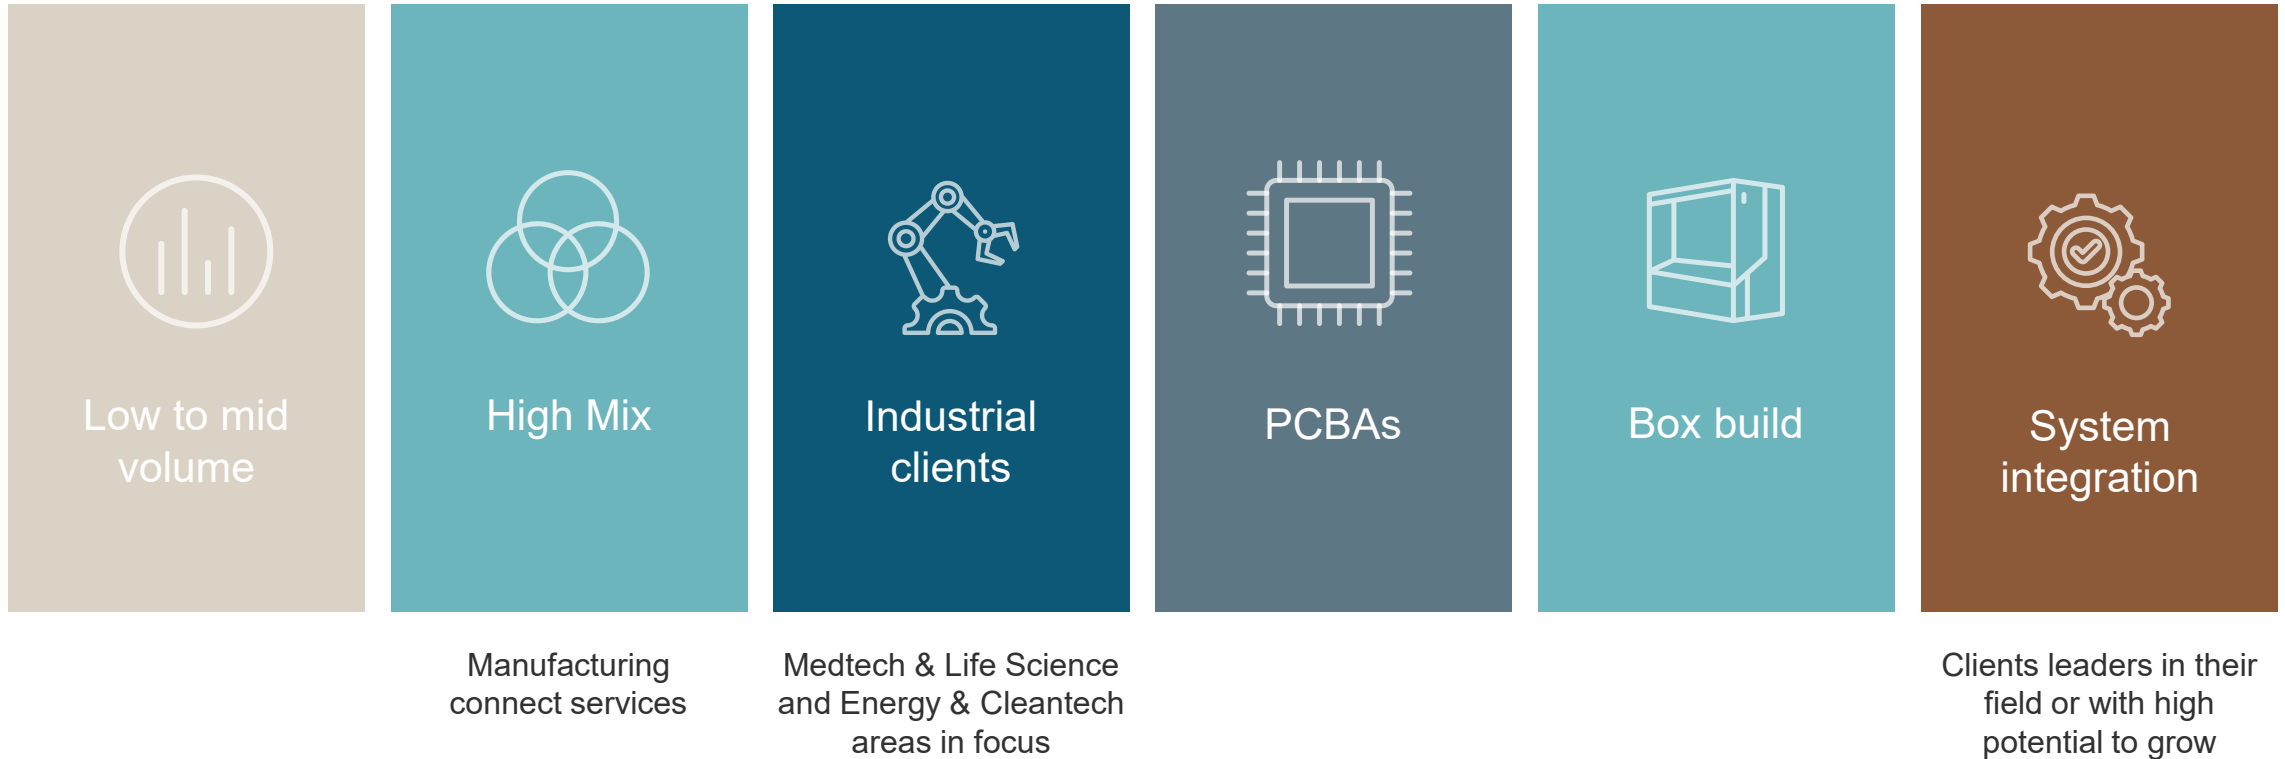 Low to mid
volume
High Mix
Industrial
clients
PCBAs
Box build
System
integration
Manufacturing
connect services
Medtech & Life Science
and Energy & Cleantech
areas in focus
Clients leaders in their
field or with high
potential to grow